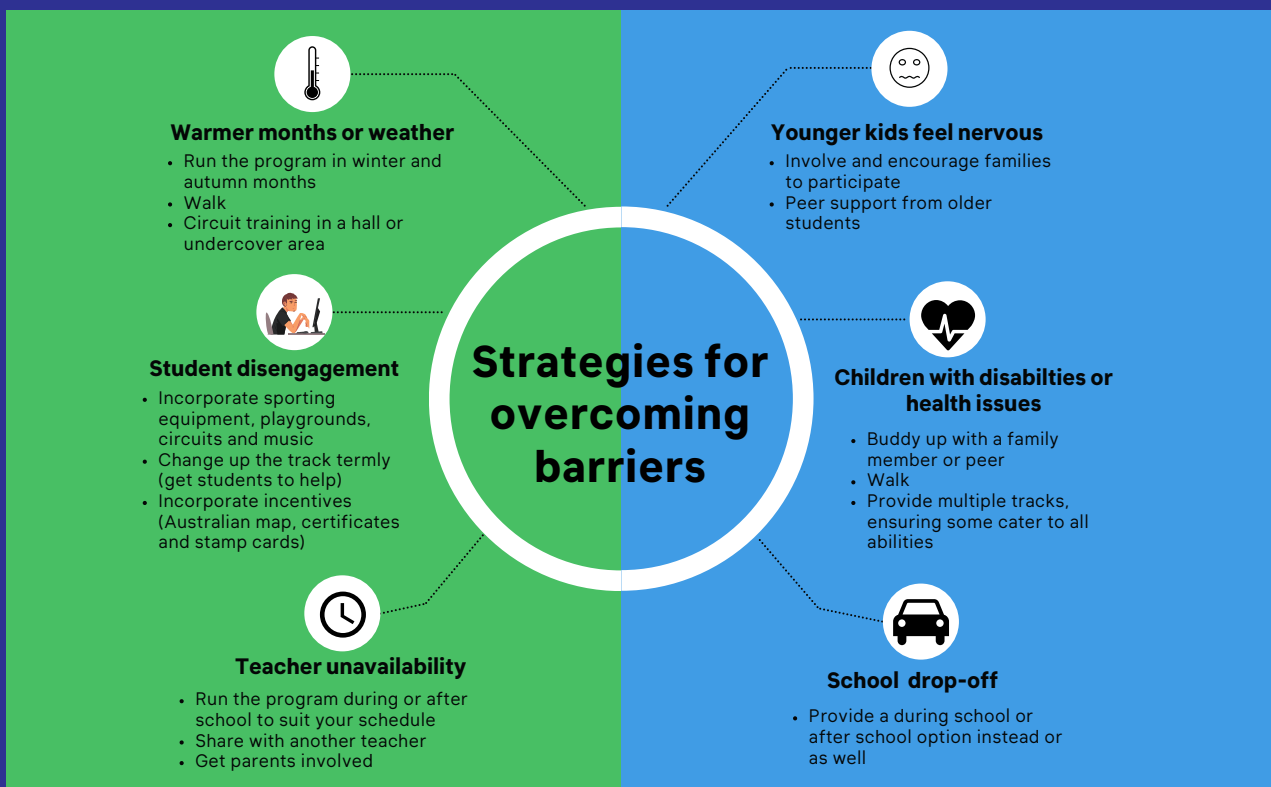 Warmer months or weather
• Run the program in winter and
autumn months
• Walk
• Circuit training in a hall or
undercover area
Student disengagement
• Incorporate sporting
equipment, playgrounds,
circuits and music
• Change up the track termly
(get students to help)
• Incorporate incentives
(Australian map, certificates
and stamp cards)
Teacher unavailability
• Run the program during or after
school to suit your schedule
• Share with another teacher
• Get parents involved
Strategies for
overcoming
barriers
Younger kids feel nervous
• Involve and encourage families
to participate
• Peer support from older
students
Children with disabilties or
health issues
• Buddy up with a family
member or peer
• Walk
• Provide multiple tracks,
ensuring some cater to all
abilities
School drop-off
• Provide a during school or
after school option instead or
as well